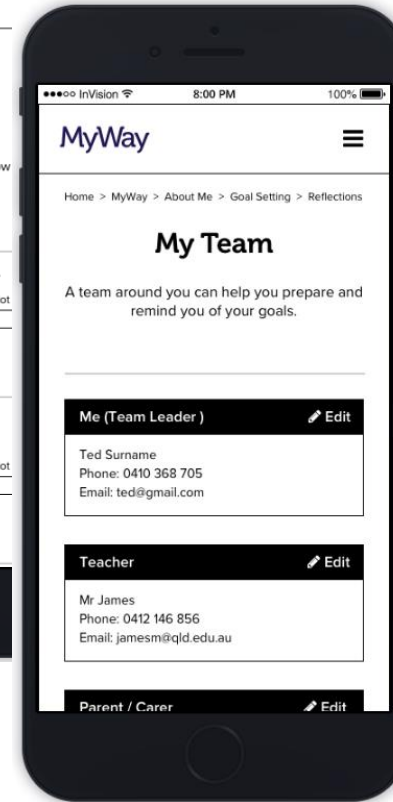 InVision 8:00 PM 100%
MyWay
Home > MyWay > About Me > Goal Setting > Reflections
My Team
A team around you can help you prepare and
remind you of your goals.
Me (Team Leader ) Edit
Ted Surname
Phone: 0410 368 705
Email: ted@gmail.com
Teacher Edit
Mr James
Phone: 0412 146 856
Email: jamesm@qld.edu.au
Parent / Carer Edit